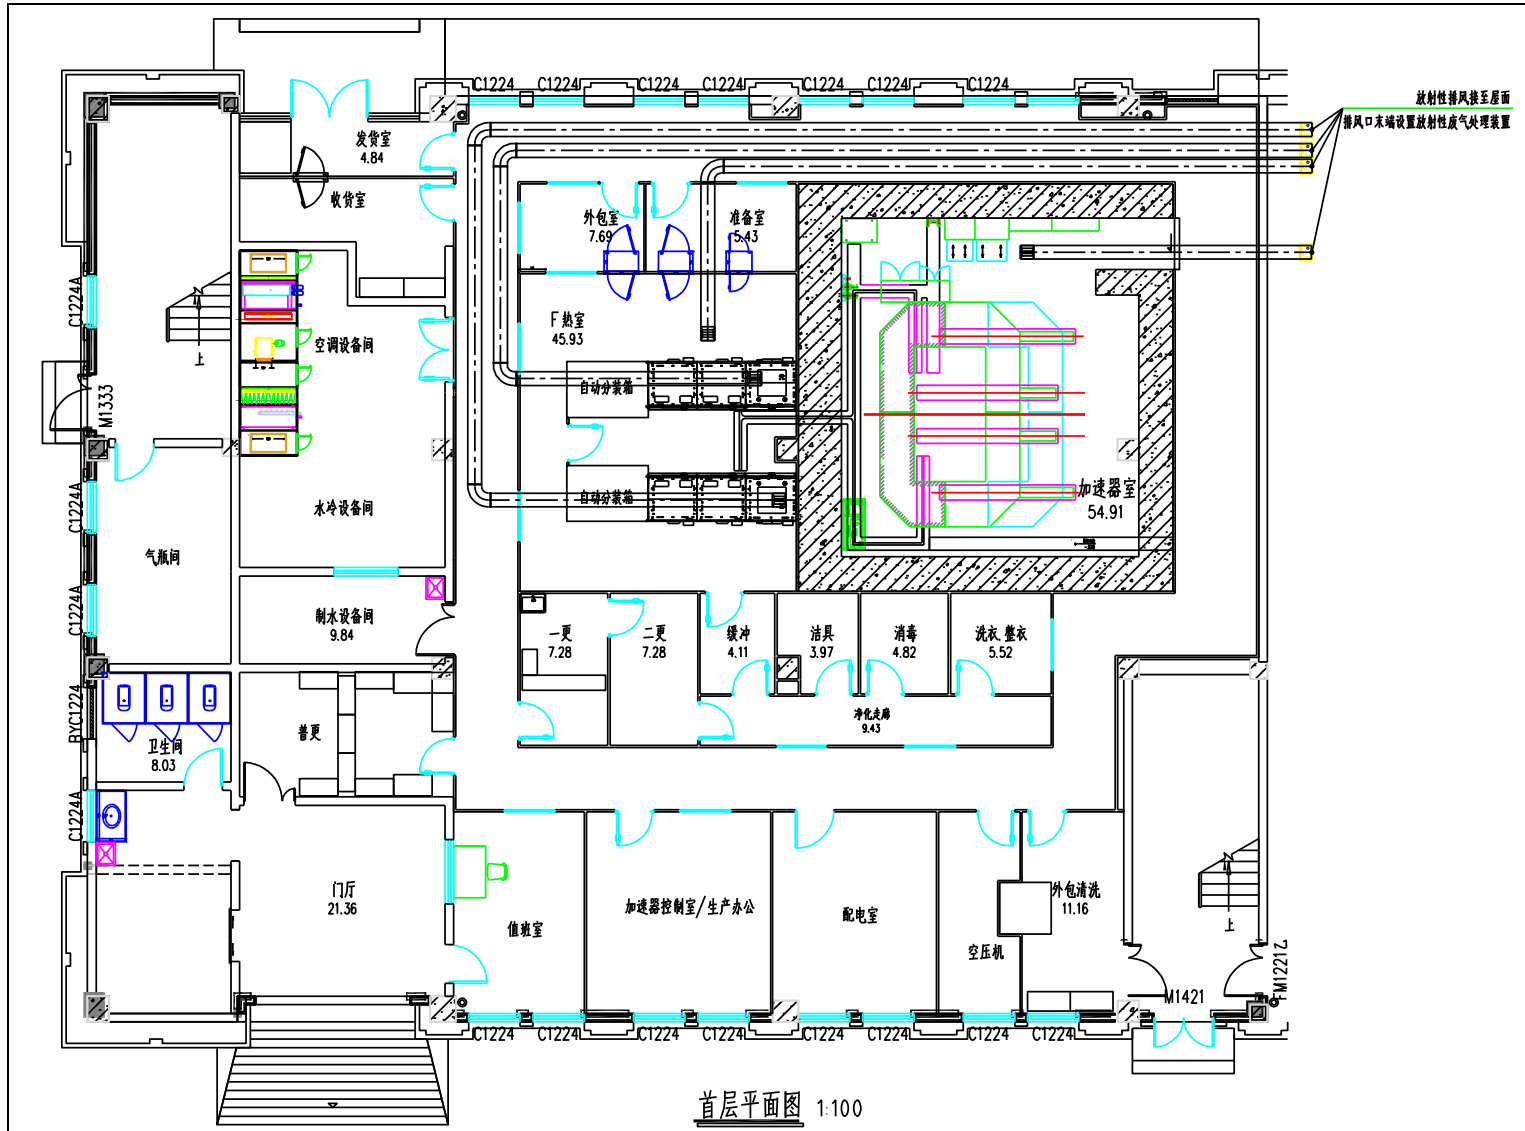 C1224 C1224 C1224 C1224 C1224 C1224 C1224
放射性排风接至屋面
排风口末端设置放射性废气处理装置
发货室
4.84
收货室
外包室
7.69
准备室
5.43
C1224A
上
空调设备间
F热室
45.93
自动分装箱
M1333
加速器室
54.91
自动分装箱
C1224A
水冷设备间
气瓶间
C1224A
制水设备间
9.84
一更
7.28
二更
7.28
缓冲
4.11
洁具
3.97
消毒
4.82
洗衣.整衣
5.52
BYC1224
净化走廊
9.43
普更
卫生间
8.03
C1224A
门厅
21.36
值班室
加速器控制室/生产办公
配电室
空压机
外包清洗
11.16
上
M1421
FM1221Z
C1224 C1224 C1224 C1224 C1224 C1224 C1224 C1224
首层平面图 1:100